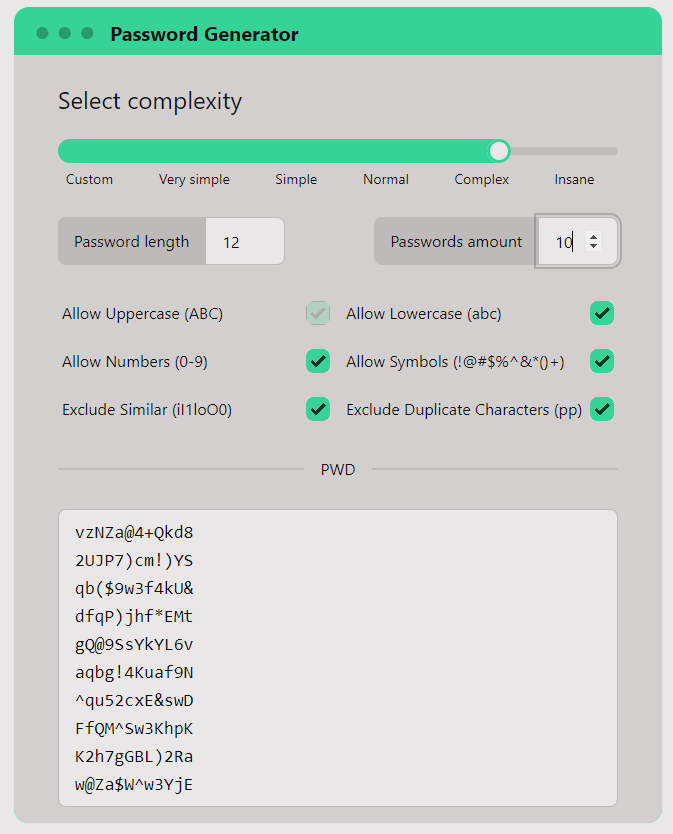 Password Generator
Select complexity
Custom Very simple Simple Normal Complex Insane
Password length 12 Passwords amount 10
Allow Uppercase (ABC) Allow Lowercase (abc)
Allow Numbers (0-9) Allow Symbols (!@#$%^&*()+)
Exclude Similar (iI1loO0) Exclude Duplicate Characters (pp)
PWD
vzNZa@4+Qkd8
2UJP7)cm!)YS
qb($9w3f4kU&
dfqP)jhf*EMt
gQ@9SsYkYL6v
aqbg!4Kuaf9N
^qu52cxE&swD
FfQM^Sw3KhpK
K2h7gGBL)2Ra
w@Za$W^w3YjE